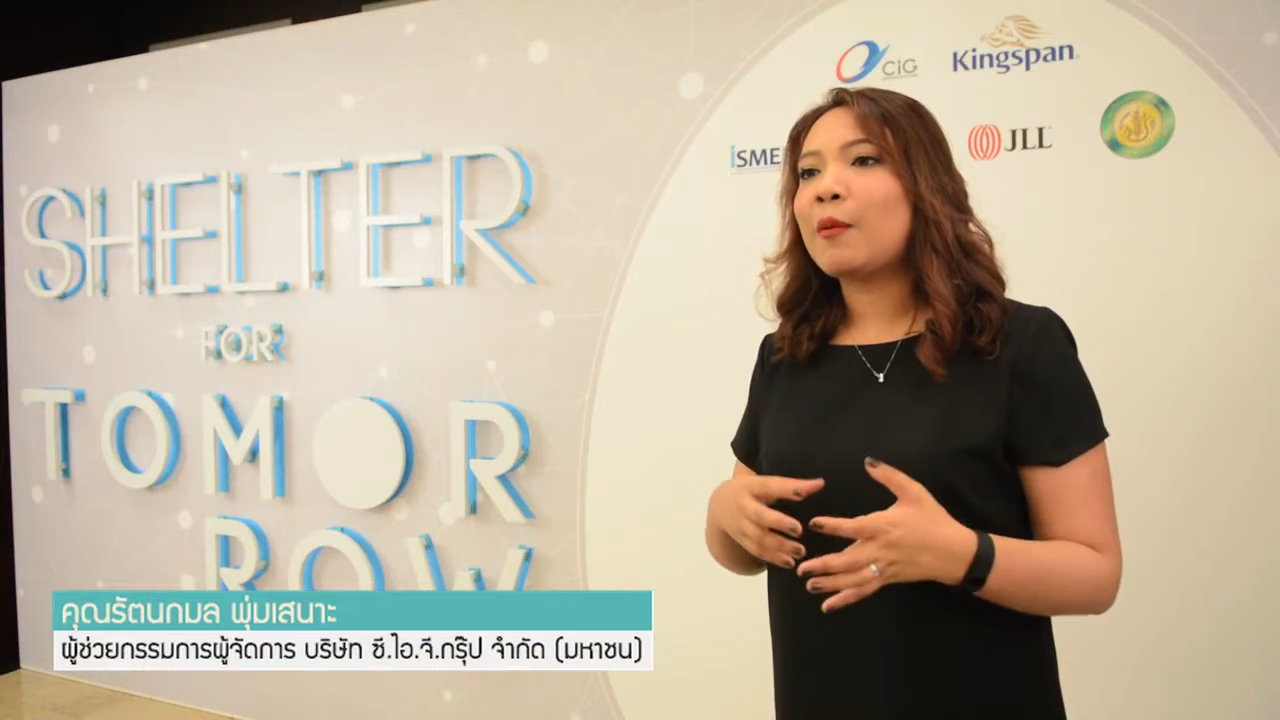 SHELTER
FOR
TOMOR
ROW
CIG
Kingspan
iSME
JLL
คุณรัตนกมล พุ่มเสนาะ
ผู้ช่วยกรรมการผู้จัดการ บริษัท ซี.ไอ.จี.กรุ๊ป จำกัด (มหาชน)